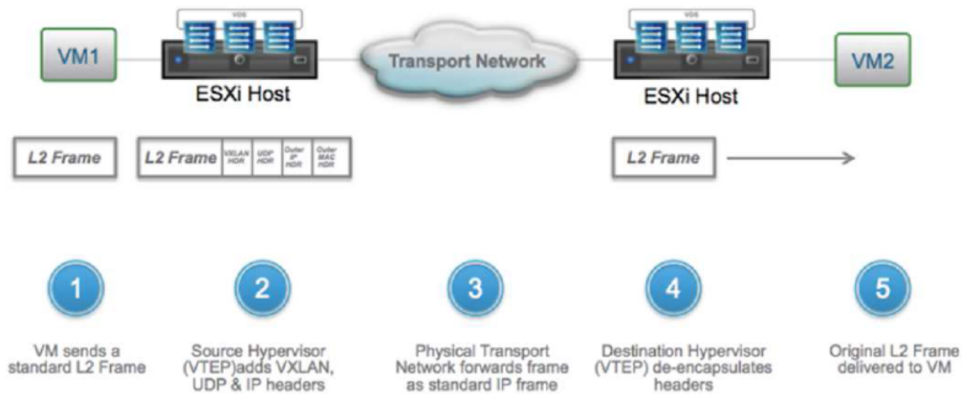 VDS
VDS
VM1
Transport Network
VM2
ESXi Host
ESXi Host
L2 Frame
L2 Frame
VXLAN
HDR
UDP
HDR
Outer
IP
HDR
Outer
MAC
HDR
L2 Frame
1
2
3
4
5
VM sends a
standard L2 Frame
Source Hypervisor
(VTEP)adds VXLAN,
UDP & IP headers
Physical Transport
Network forwards frame
as standard IP frame
Destination Hypervisor
(VTEP) de-encapsulates
headers
Original L2 Frame
delivered to VM